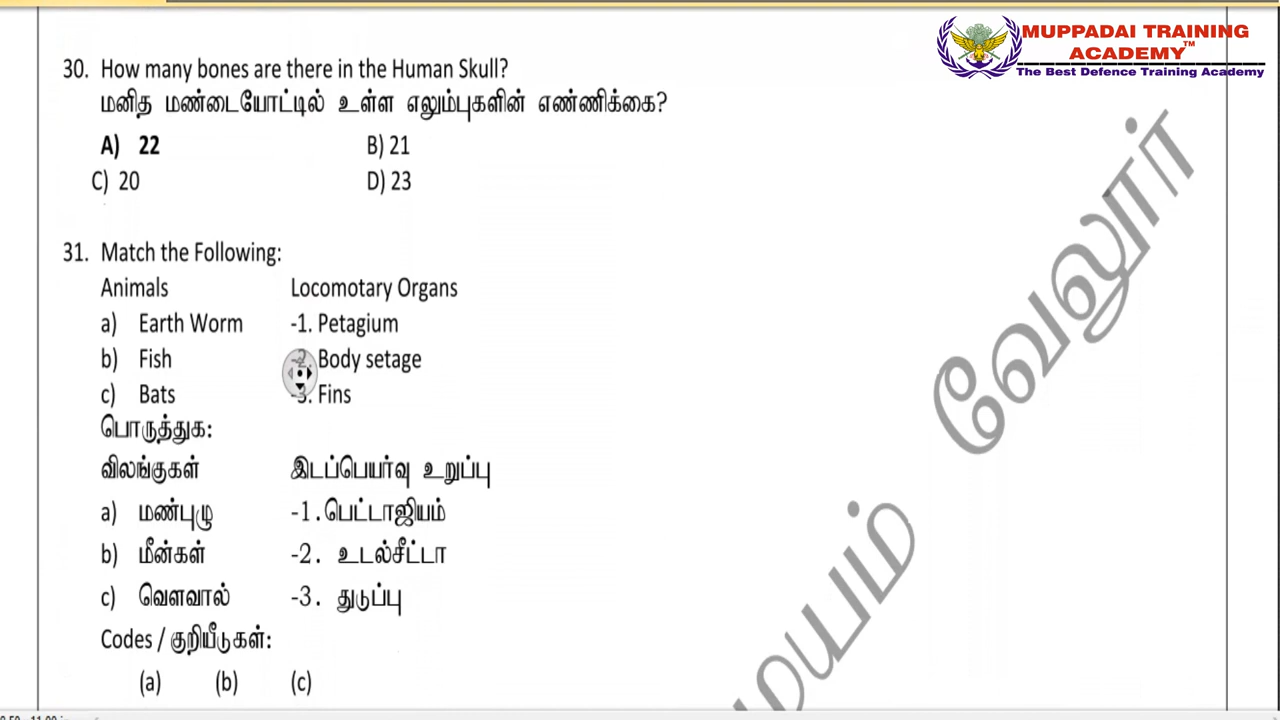 MUPPADAI TRAINING
ACADEMY™
The Best Defence Training Academy
30. How many bones are there in the Human Skull?
மனித மண்டையோட்டில் உள்ள எலும்புகளின் எண்ணிக்கை?
A) 22 B) 21
C) 20 D) 23
31. Match the Following:
Animals Locomotary Organs
a) Earth Worm -1. Petagium
b) Fish -2. Body setage
c) Bats -3. Fins
பொருத்துக:
விலங்குகள் இடப்பெயர்வு உறுப்பு
a) மண்புழு -1.பெட்டாஜியம்
b) மீன்கள் -2. உடல்சீட்டா
c) வௌவால் -3. துடுப்பு
Codes / குறியீடுகள்:
(a) (b) (c)
வேலூர்